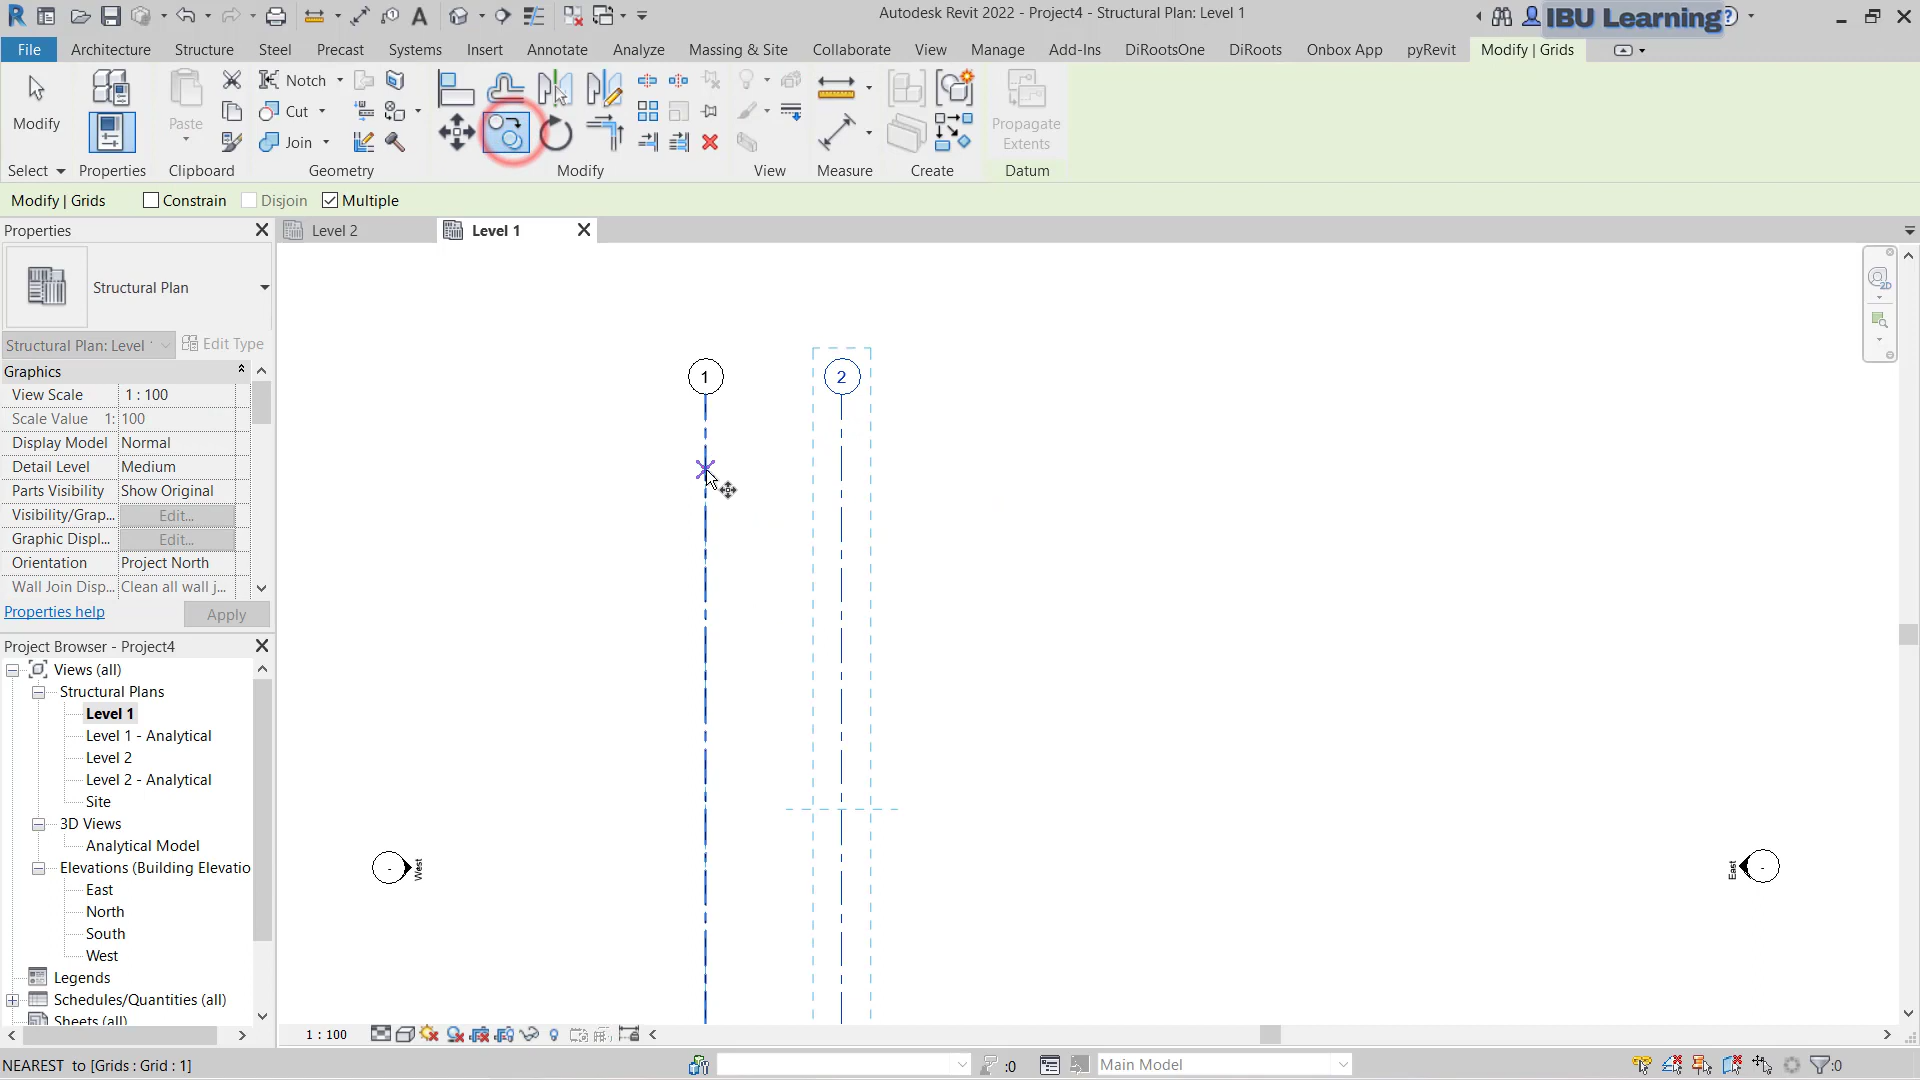 Autodesk Revit 2022 - Project4 - Structural Plan: Level 1
IBU Learning
File Architecture Structure Steel Precast Systems Insert Annotate Analyze Massing & Site Collaborate View Manage Add-Ins DiRootsOne DiRoots Onbox App pyRevit Modify | Grids
Modify
Paste
Notch
Cut
Join
Propagate
Extents
Select Properties Clipboard Geometry Modify View Measure Create Datum
Modify | Grids Constrain Disjoin Multiple
Properties
Level 2
Level 1
Structural Plan
Structural Plan: Level
Edit Type
Graphics
View Scale 1 : 100
Scale Value 1: 100
Display Model Normal
Detail Level Medium
Parts Visibility Show Original
Visibility/Grap... Edit...
Graphic Displ... Edit...
Orientation Project North
Wall Join Disp... Clean all wall j...
Properties help
Apply
Project Browser - Project4
Views (all)
Structural Plans
Level 1
Level 1 - Analytical
Level 2
Level 2 - Analytical
Site
3D Views
Analytical Model
Elevations (Building Elevatio
East
North
South
West
Legends
Schedules/Quantities (all)
Sheets (all)
1
2
- West
East -
2D
1 : 100
NEAREST to [Grids : Grid : 1]
:0
Main Model
:0